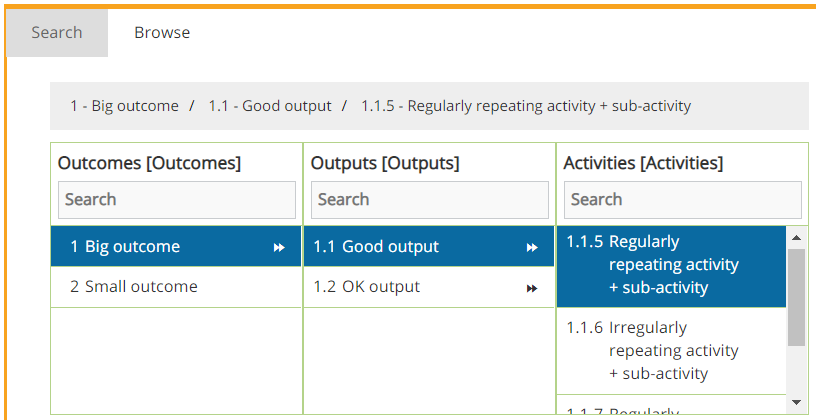 Search Browse
1 - Big outcome / 1.1 - Good output / 1.1.5 - Regularly repeating activity + sub-activity
Outcomes [Outcomes] Outputs [Outputs] Activities [Activities]
Search Search Search
1 Big outcome
2 Small outcome
1.1 Good output
1.2 OK output
1.1.5 Regularly
repeating activity
+ sub-activity
1.1.6 Irregularly
repeating activity
+ sub-activity
1.1.7 Regularly